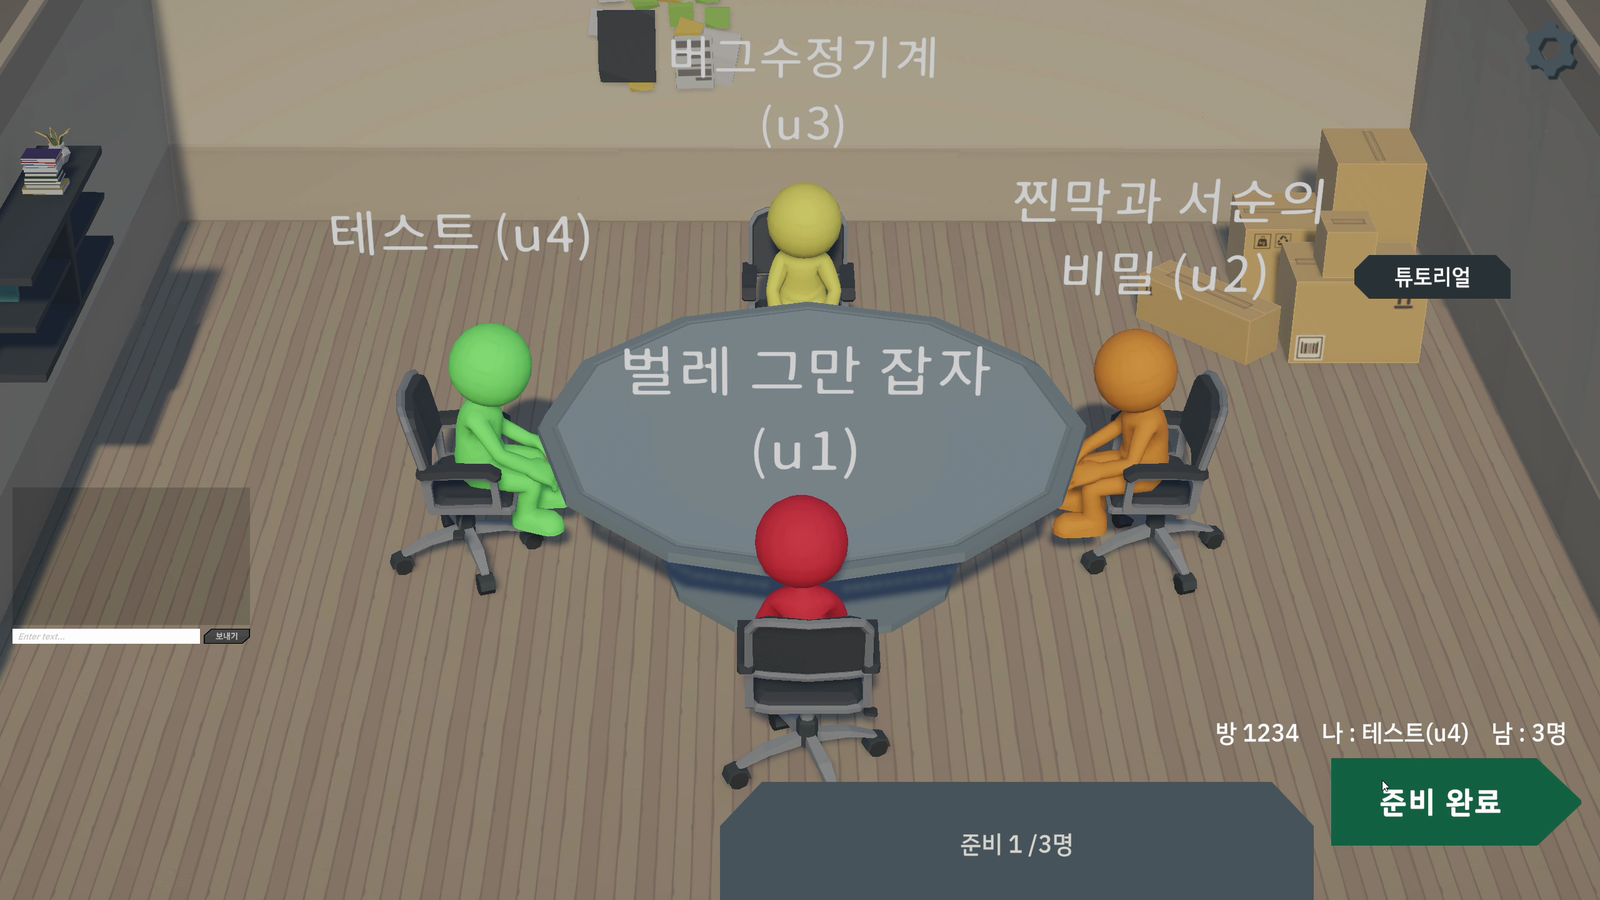 버그수정기계
(u3)
찐막과 서순의
비밀 (u2)
테스트 (u4)
튜토리얼
벌레 그만 잡자
(u1)
Enter text...
보내기
방 1234 나 : 테스트(u4) 남 : 3명
준비 완료
준비 1 /3명